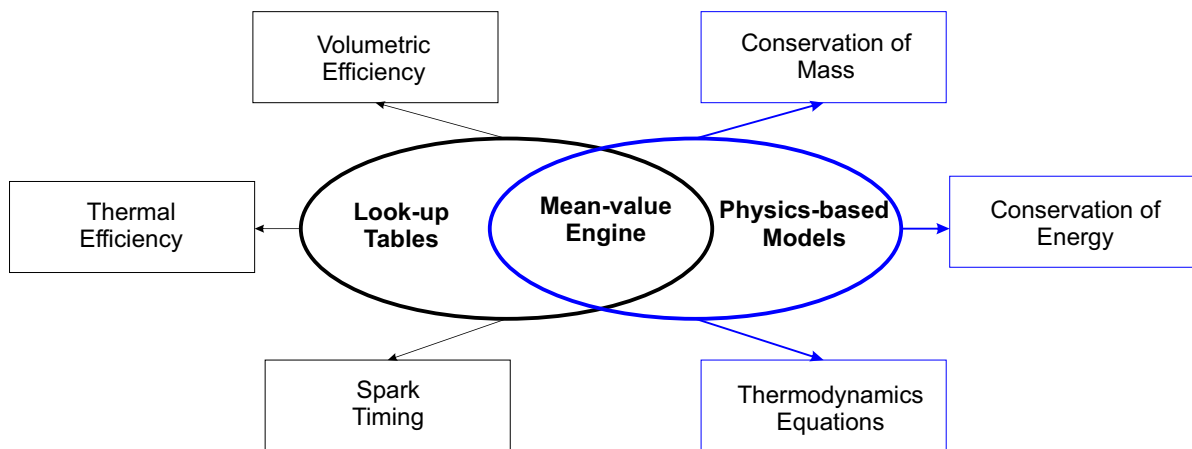 Volumetric
Efficiency
Conservation of
Mass
Thermal
Efficiency
Look-up
Tables
Mean-value
Engine
Physics-based
Models
Conservation of
Energy
Spark
Timing
Thermodynamics
Equations